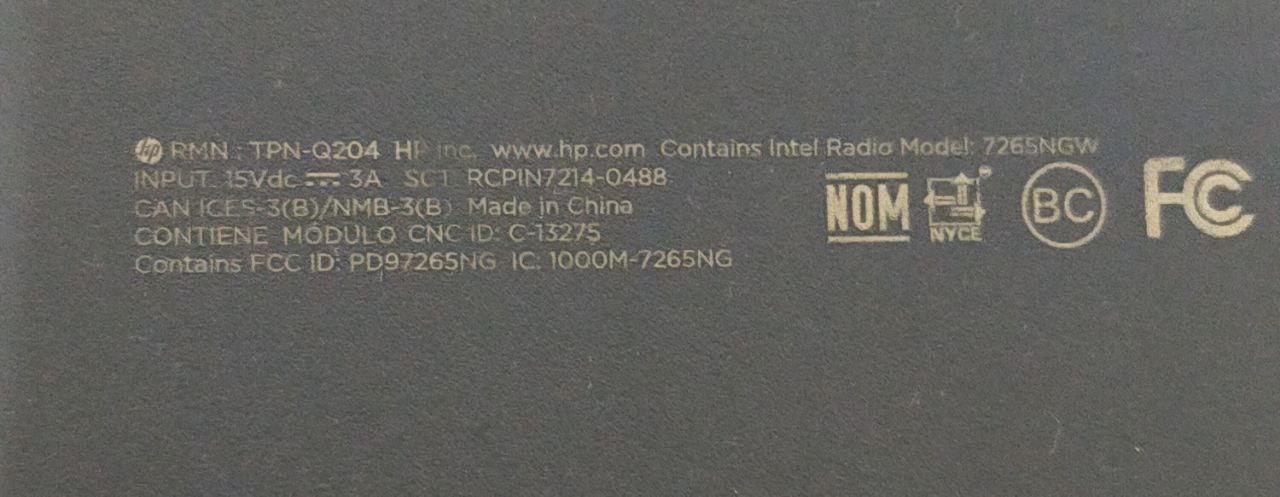 hp RMN : TPN-Q204 HP Inc. www.hp.com Contains Intel Radio Model: 7265NGW
INPUT: 15Vdc ⎓ 3A SCT RCPIN7214-0488
CAN ICES-3(B)/NMB-3(B) Made in China
CONTIENE MÓDULO CNC ID: C-13275
Contains FCC ID: PD97265NG IC: 1000M-7265NG
NOM
NYCE
BC
FC